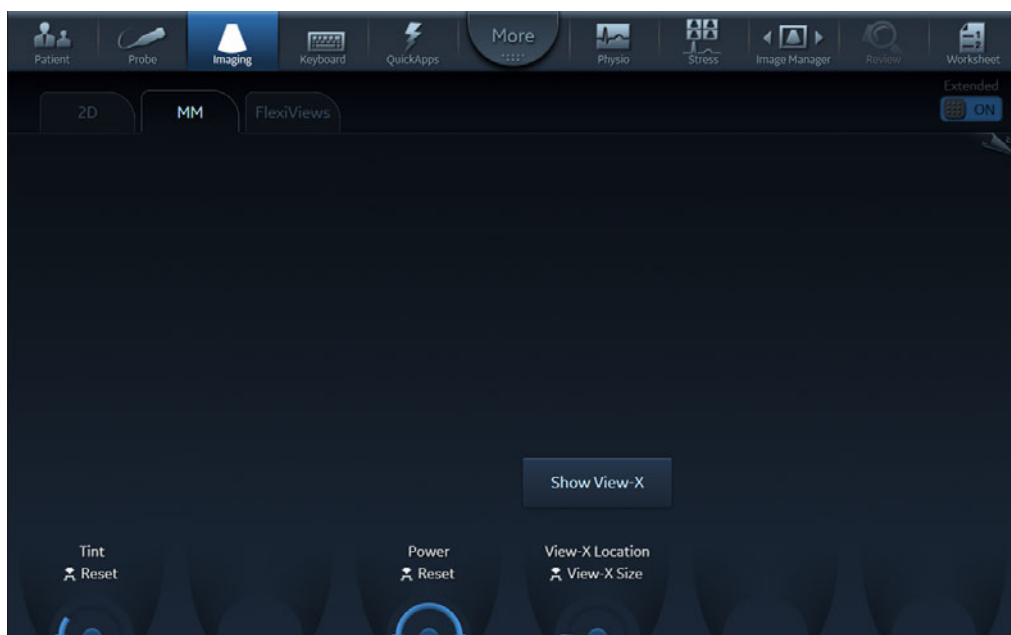 Patient
Probe
Imaging
Keyboard
QuickApps
More
Physio
Stress
Image Manager
Review
Worksheet
Extended
ON
2D
MM
FlexiViews
Show View-X
Tint
Reset
Power
Reset
View-X Location
View-X Size